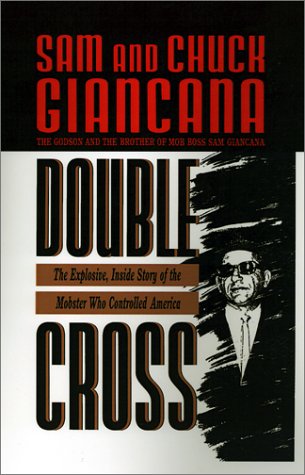 SAM AND CHUCK
GIANCANA
THE GODSON AND THE BROTHER OF MOB BOSS SAM GIANCANA
DOUBLE
The Explosive, Inside Story of the
Mobster Who Controlled America
CROSS